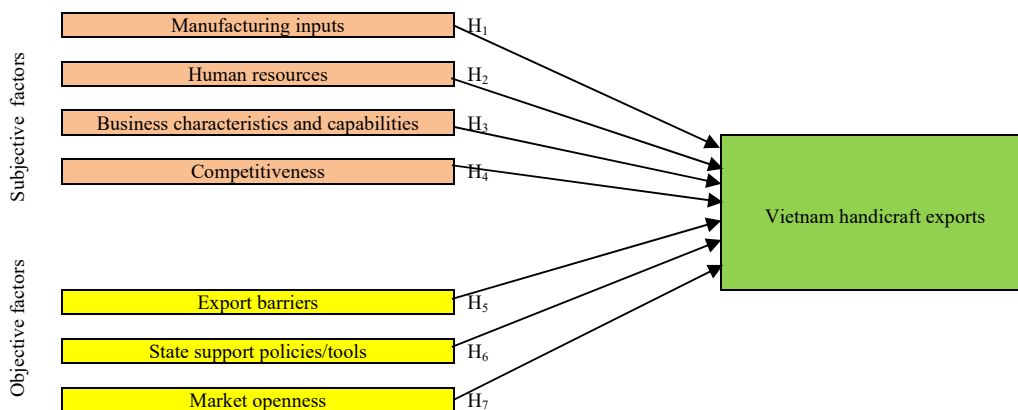 Subjective factors
Manufacturing inputs H₁
Human resources H₂
Business characteristics and capabilities H₃
Competitiveness H₄
Vietnam handicraft exports
Objective factors
Export barriers H₅
State support policies/tools H₆
Market openness H₇